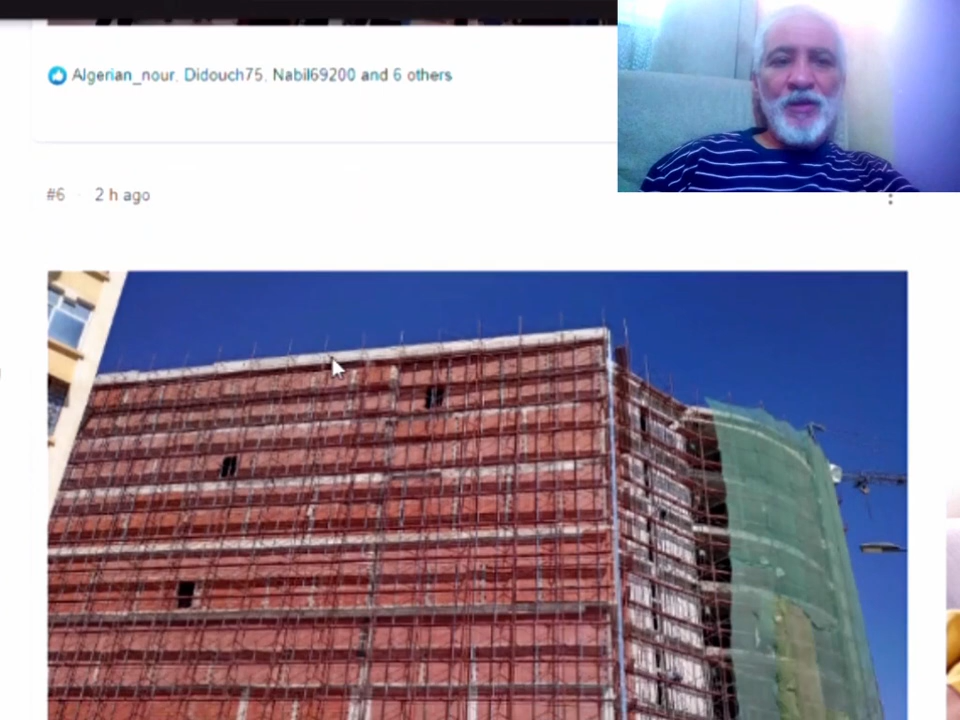 Algerian_nour, Didouch75, Nabil69200 and 6 others
#6 · 2 h ago